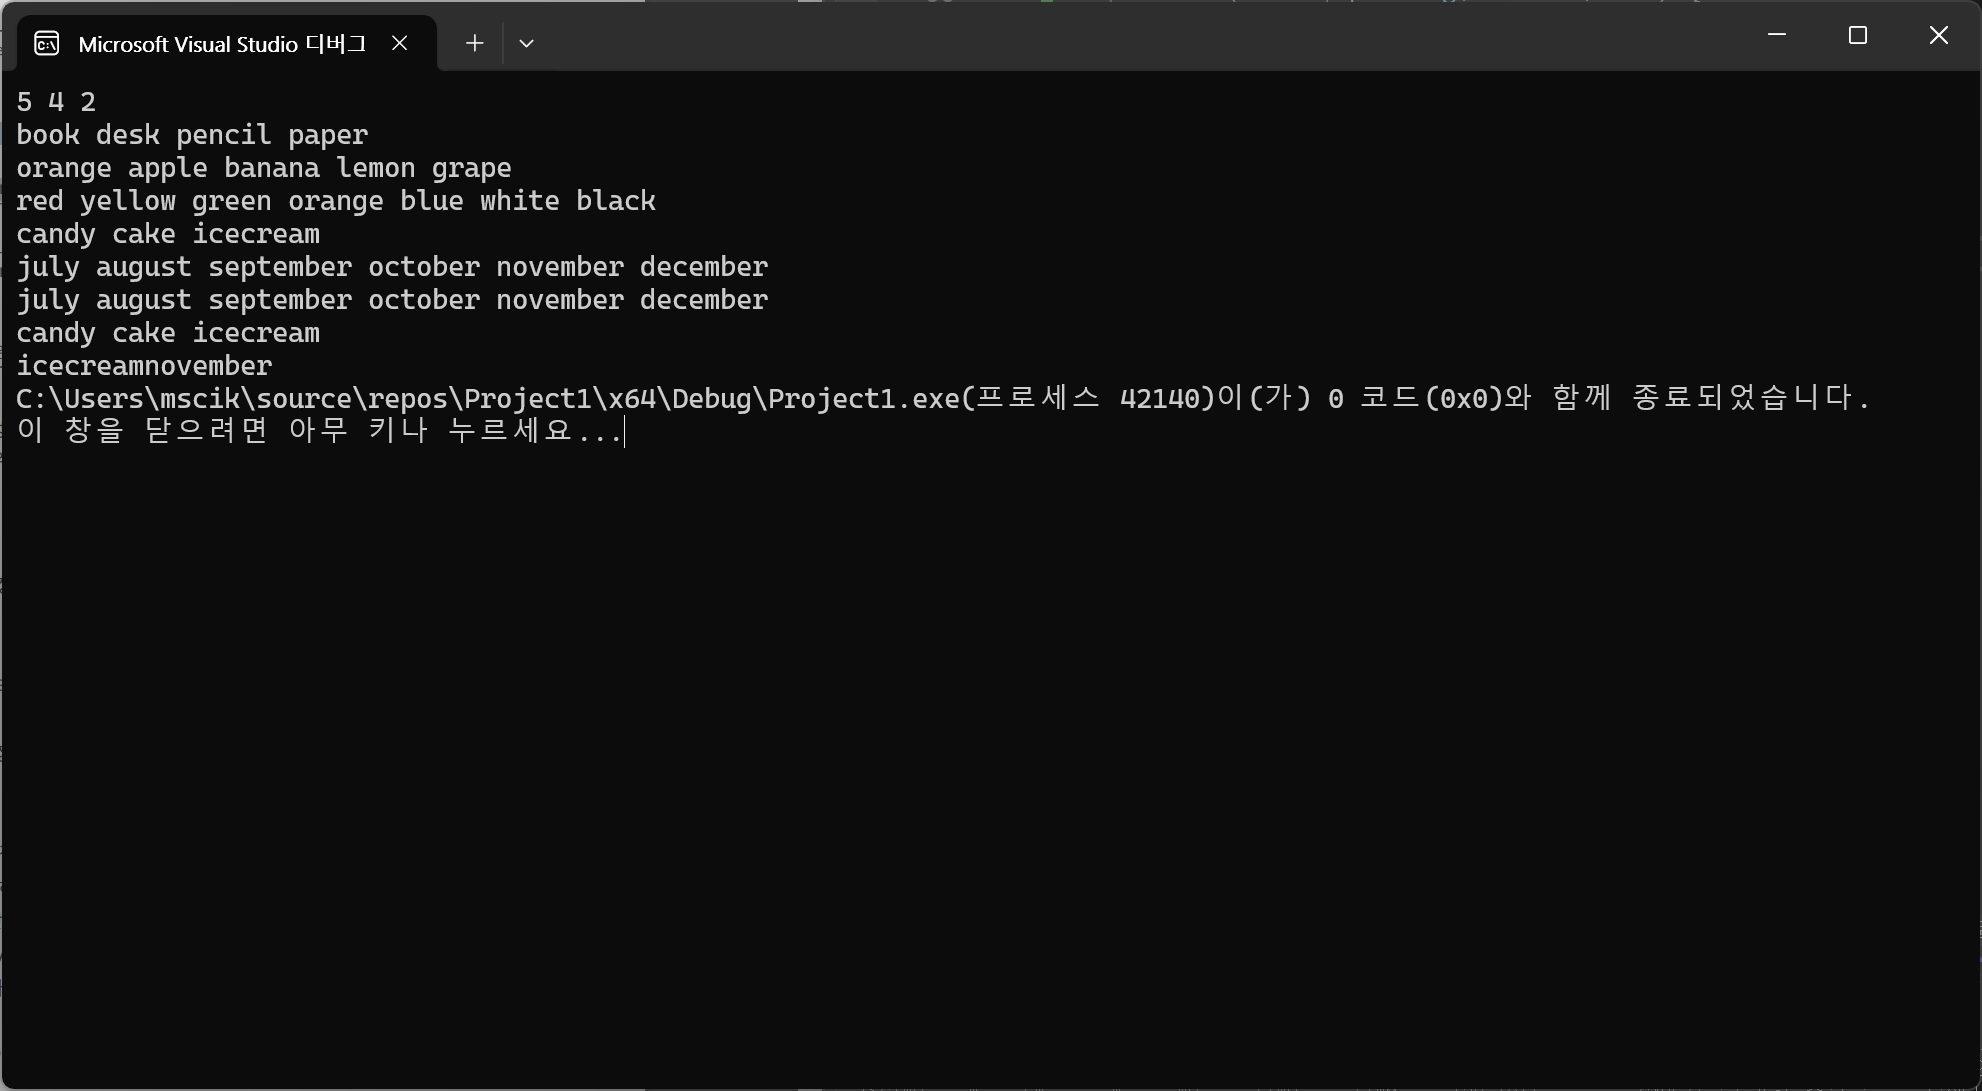 Microsoft Visual Studio 디버그
5 4 2
book desk pencil paper
orange apple banana lemon grape
red yellow green orange blue white black
candy cake icecream
july august september october november december
july august september october november december
candy cake icecream
icecreamnovember
C:\Users\mscik\source\repos\Project1\x64\Debug\Project1.exe(프로세스 42140)이(가) 0 코드(0x0)와 함께 종료되었습니다.
이 창을 닫으려면 아무 키나 누르세요...